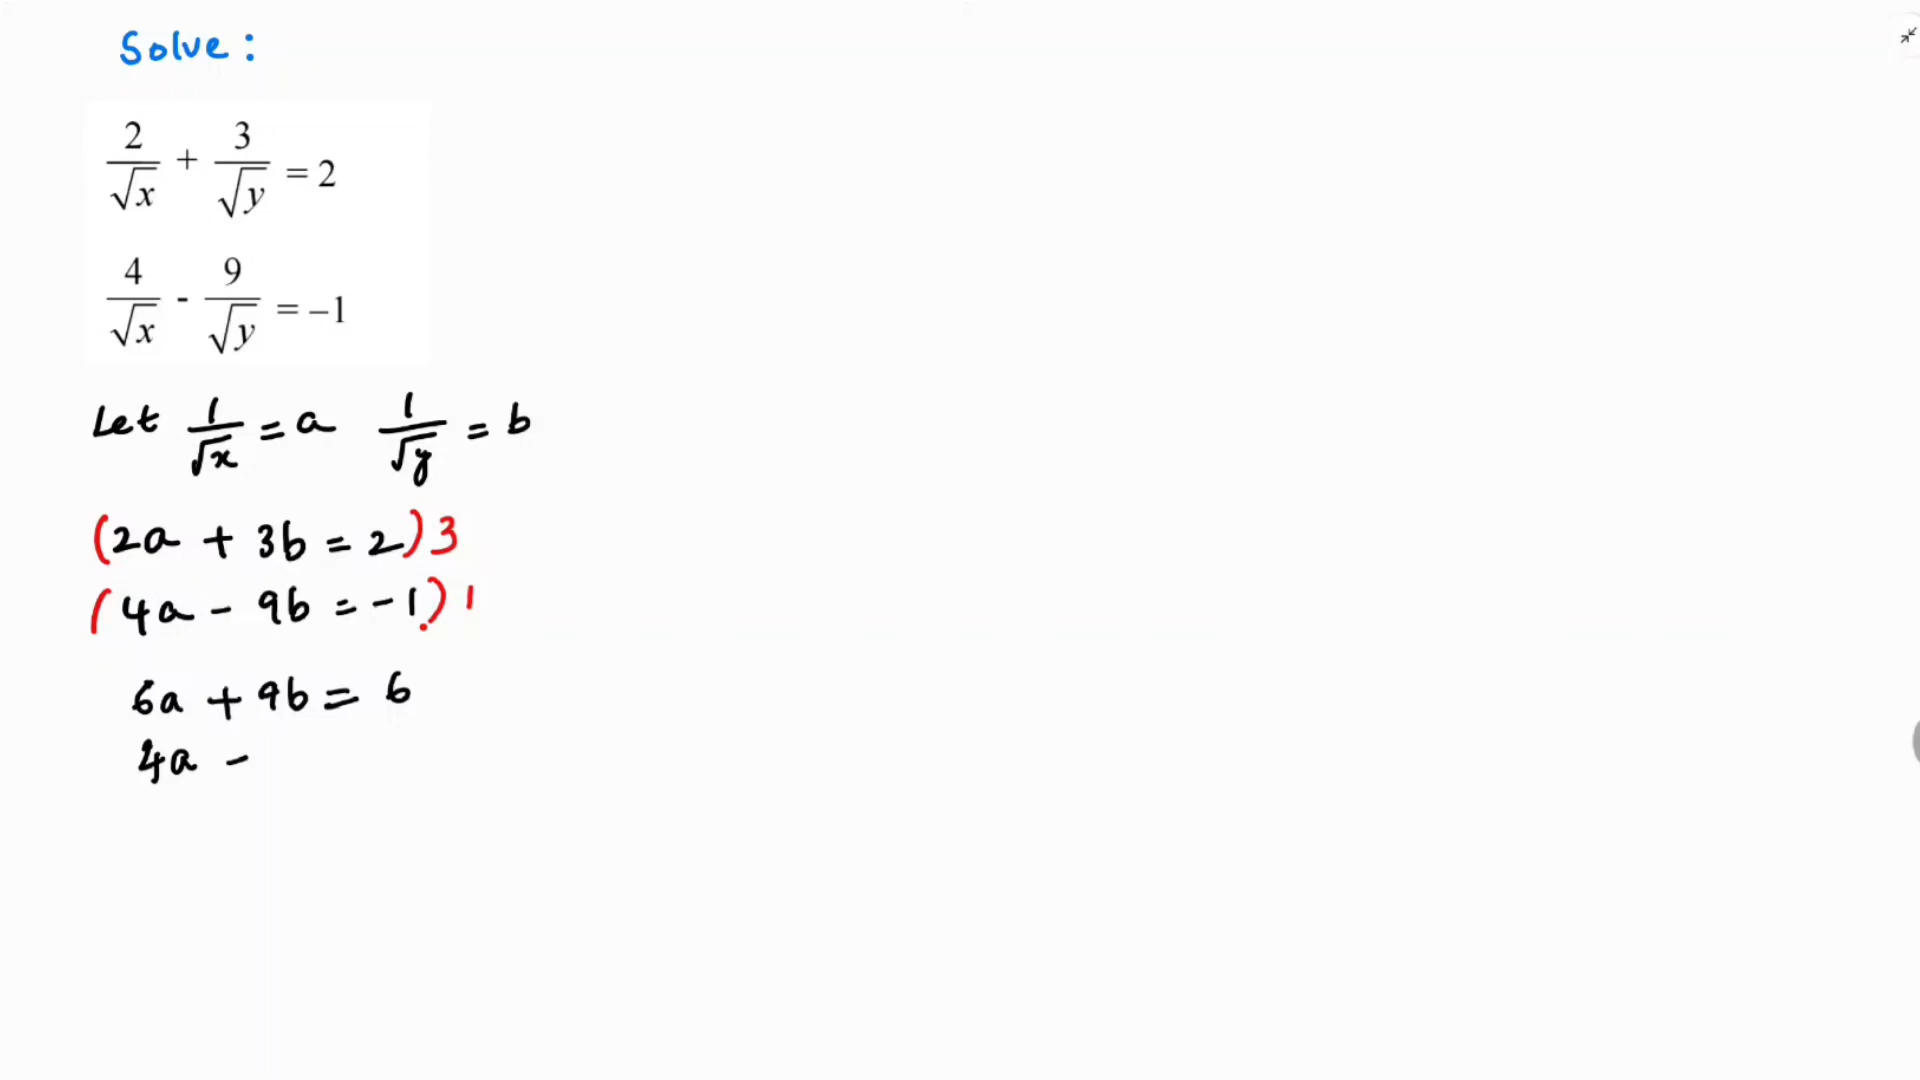 Solve:
2/√x + 3/√y = 2
4/√x - 9/√y = –1
Let 1/√x = a 1/√y = b
(2a + 3b = 2)3
(4a - 9b = -1)1
6a + 9b = 6
4a -